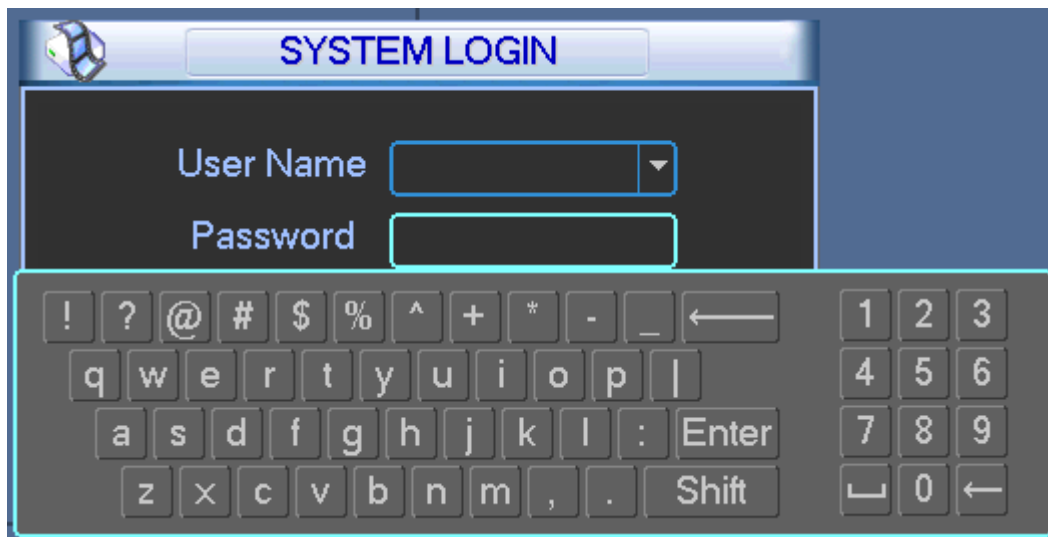 SYSTEM LOGIN
User Name
Password
! ? @ # $ % ^ + * - _ ← 1 2 3
q w e r t y u i o p | 4 5 6
a s d f g h j k l : Enter 7 8 9
z x c v b n m , . Shift ⎵ 0 ←